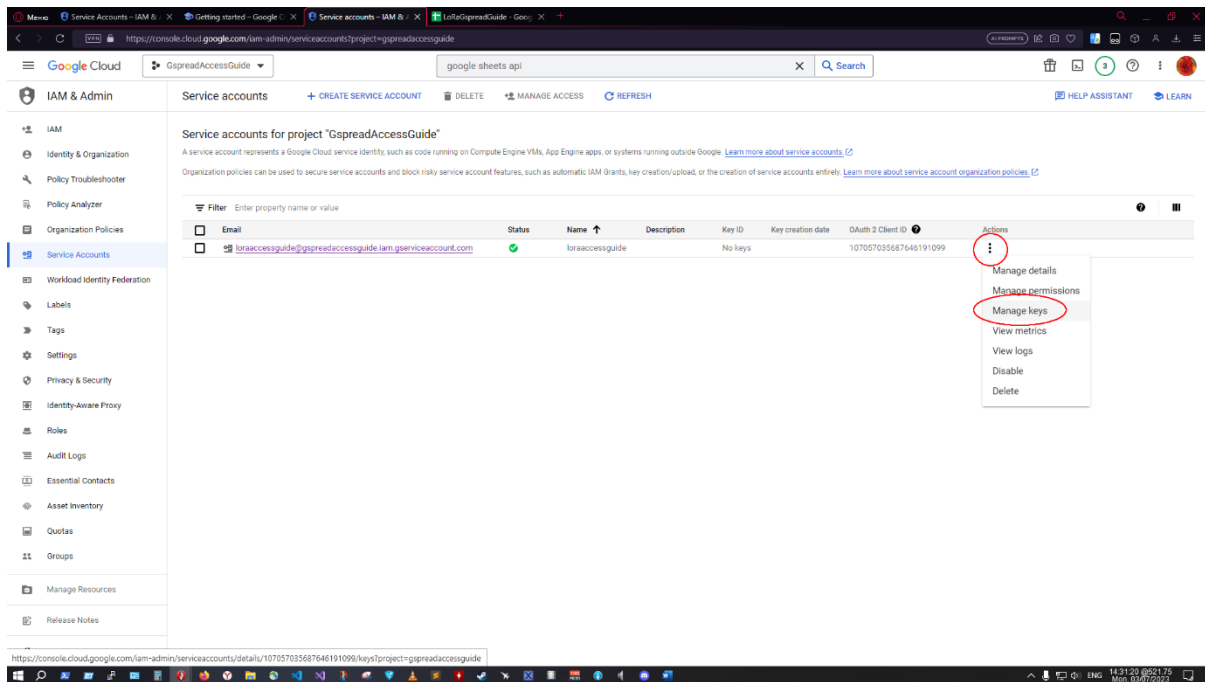 Меню
Service Accounts – IAM & A
Getting started – Google C
Service accounts – IAM & A
LoRaGspreadGuide - Goog
VPN
https://console.cloud.google.com/iam-admin/serviceaccounts?project=gspreadaccessguide
AI PROMPTS
Google Cloud
GspreadAccessGuide
google sheets api
Search
3
IAM & Admin
Service accounts
+ CREATE SERVICE ACCOUNT
DELETE
MANAGE ACCESS
REFRESH
HELP ASSISTANT
LEARN
IAM
Identity & Organization
Policy Troubleshooter
Policy Analyzer
Organization Policies
Service Accounts
Workload Identity Federation
Labels
Tags
Settings
Privacy & Security
Identity-Aware Proxy
Roles
Audit Logs
Essential Contacts
Asset Inventory
Quotas
Groups
Manage Resources
Release Notes
Service accounts for project "GspreadAccessGuide"
A service account represents a Google Cloud service identity, such as code running on Compute Engine VMs, App Engine apps, or systems running outside Google. Learn more about service accounts.
Organization policies can be used to secure service accounts and block risky service account features, such as automatic IAM Grants, key creation/upload, or the creation of service accounts entirely. Learn more about service account organization policies.
Filter Enter property name or value
Email Status Name Description Key ID Key creation date OAuth 2 Client ID Actions
loraaccessguide@gspreadaccessguide.iam.gserviceaccount.com loraaccessguide No keys 107057035687646191099
Manage details
Manage permissions
Manage keys
View metrics
View logs
Disable
Delete
https://console.cloud.google.com/iam-admin/serviceaccounts/details/107057035687646191099/keys?project=gspreadaccessguide
ENG
14:31:20 @521.75
Mon, 03/07/2023